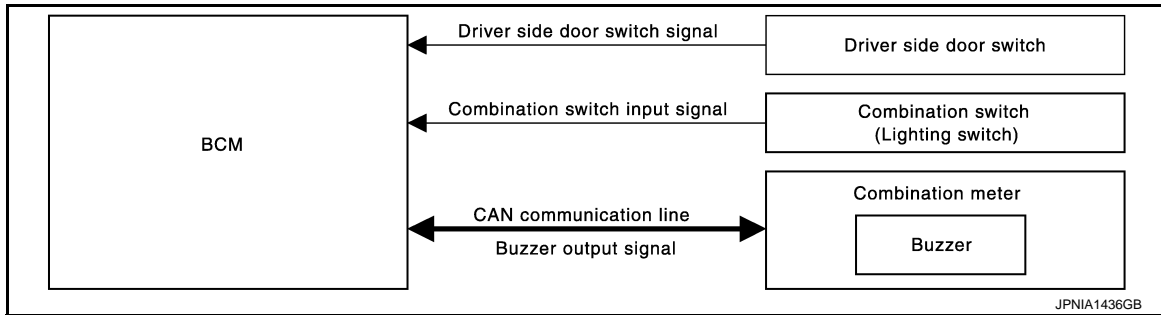 Driver side door switch signal
Driver side door switch
Combination switch input signal
Combination switch
(Lighting switch)
BCM
Combination meter
CAN communication line
Buzzer output signal
Buzzer
JPNIA1436GB